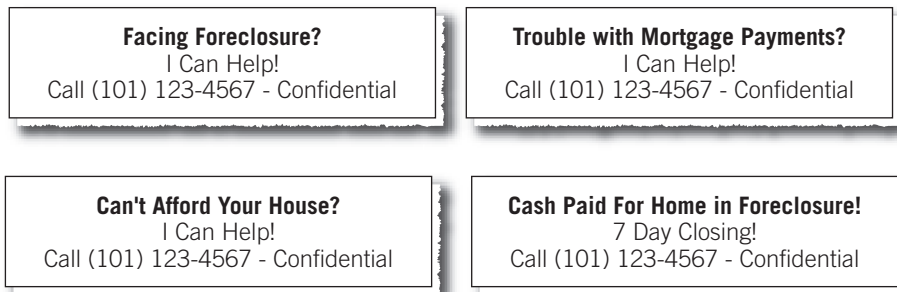 Facing Foreclosure?
I Can Help!
Call (101) 123-4567 - Confidential
Trouble with Mortgage Payments?
I Can Help!
Call (101) 123-4567 - Confidential
Can't Afford Your House?
I Can Help!
Call (101) 123-4567 - Confidential
Cash Paid For Home in Foreclosure!
7 Day Closing!
Call (101) 123-4567 - Confidential